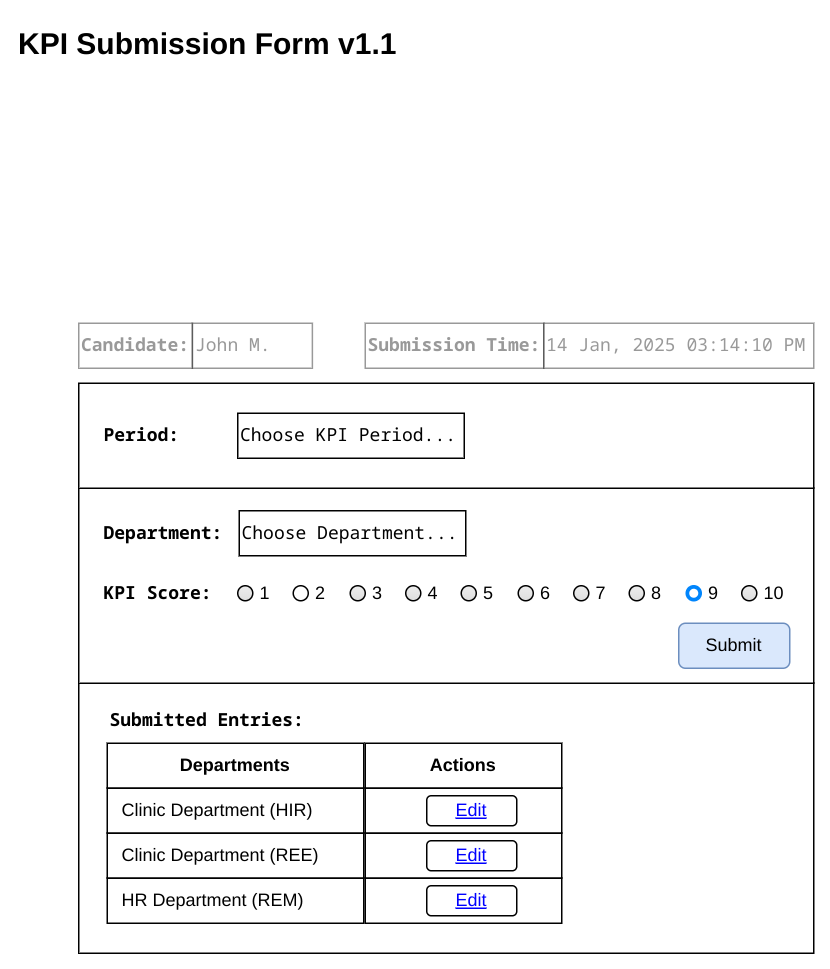 KPI Submission Form v1.1
Candidate: John M. Submission Time: 14 Jan, 2025 03:14:10 PM
Period: Choose KPI Period...
Department: Choose Department...
KPI Score: 1 2 3 4 5 6 7 8 9 10
Submit
Submitted Entries:
Departments Actions
Clinic Department (HIR) Edit
Clinic Department (REE) Edit
HR Department (REM) Edit